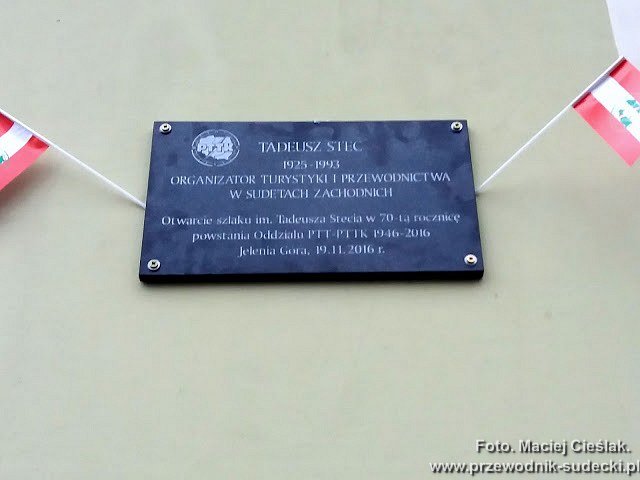 PTTK
TADEUSZ STEC
1925-1993
ORGANIZATOR TURYSTYKI I PRZEWODNICTWA
W SUDETACH ZACHODNICH
Otwarcie szlaku im. Tadeusza Stecia w 70-tą rocznicę
powstania Oddziału PTT-PTTK 1946-2016
Jelenia Góra, 19.11.2016 r.
Foto. Maciej Cieślak.
www.przewodnik-sudecki.pl